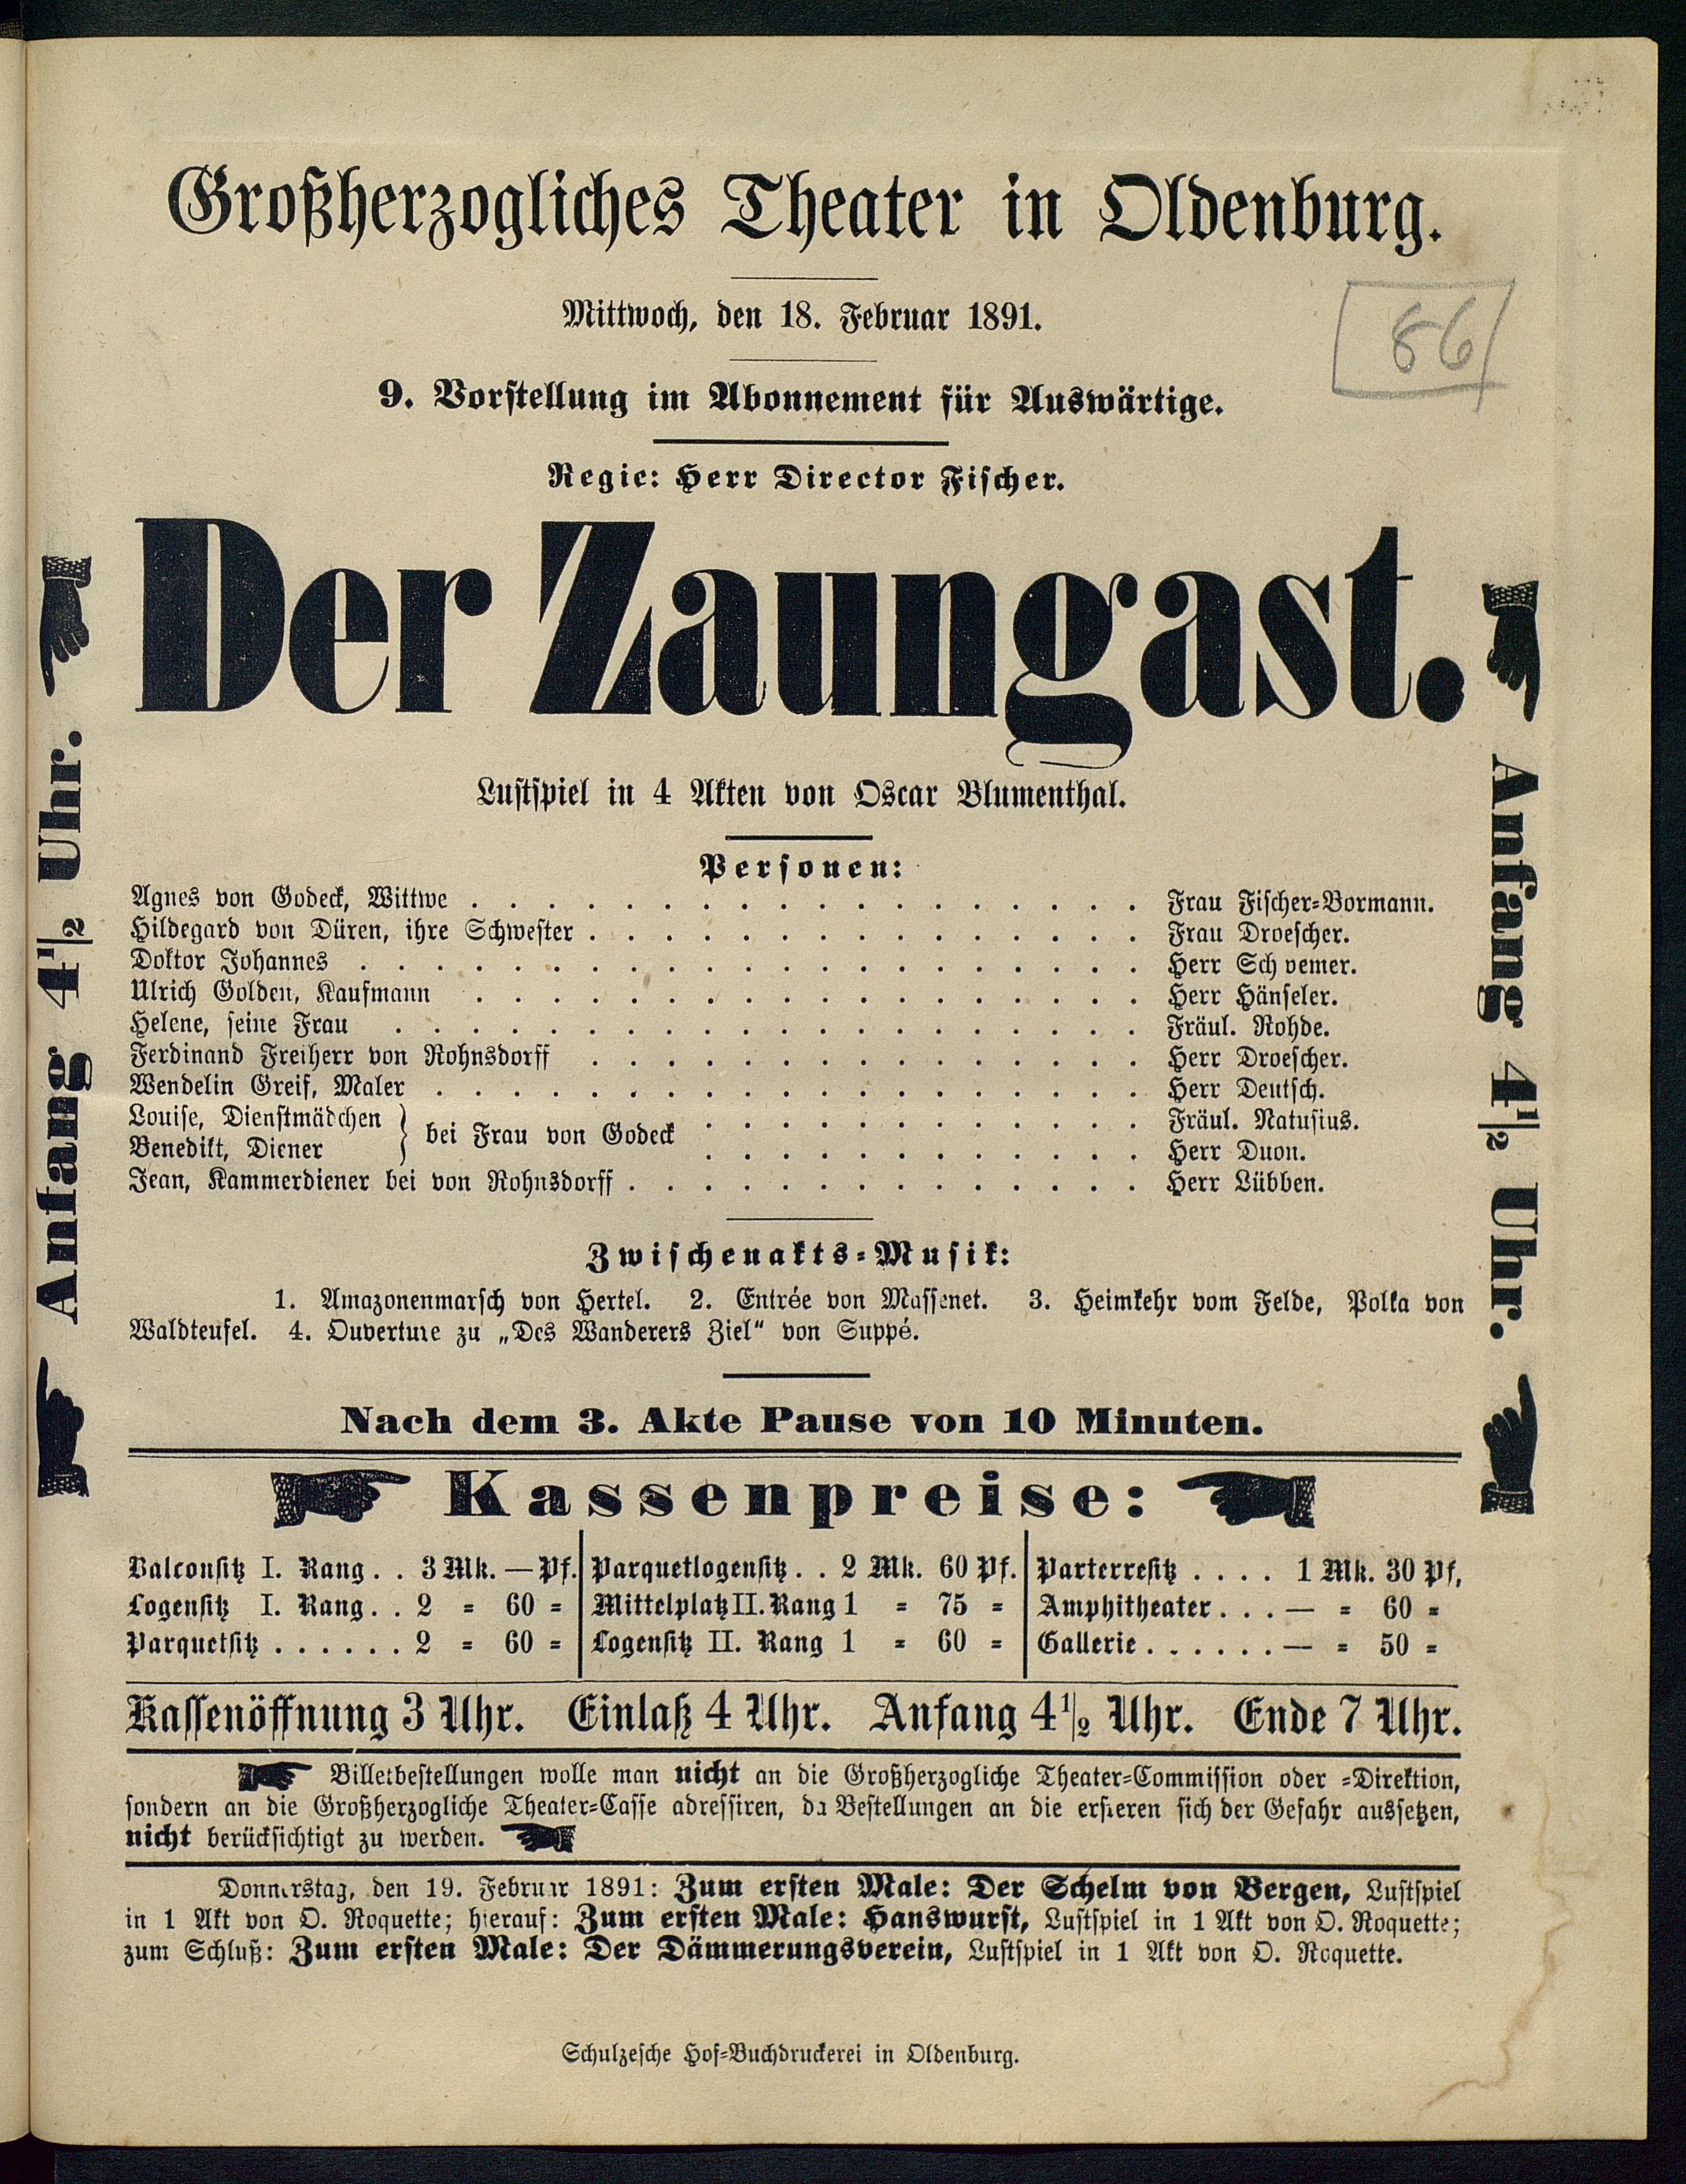 Großherzogliches Theater in Oldenburg.
Mittwoch, den 18. Februar 1891.
86
9. Vorstellung im Abonnement für Auswärtige.
Regie: Herr Director Fischer.
Der Zaungast.
Lustspiel in 4 Akten von Oscar Blumenthal.
Personen:
Agnes von Godeck, Wittwe . . . . . . . . . . . . . . . . . . Frau Fischer=Bormann.
Hildegard von Düren, ihre Schwester . . . . . . . . . . . . . . . Frau Droescher.
Doktor Johannes . . . . . . . . . . . . . . . . . . . . . Herr Sch vemer.
Ulrich Golden, Kaufmann . . . . . . . . . . . . . . . . . . Herr Hänseler.
Helene, seine Frau . . . . . . . . . . . . . . . . . . . . Fräul. Rohde.
Ferdinand Freiherr von Rohnsdorff . . . . . . . . . . . . . . . Herr Droescher.
Wendelin Greif, Maler . . . . . . . . . . . . . . . . . . . Herr Deutsch.
Louise, Dienstmädchen } bei Frau von Godeck . . . . . . . . . . . . Fräul. Natusius.
Benedikt, Diener . . . . . . . . . . . . Herr Duon.
Jean, Kammerdiener bei von Rohnsdorff . . . . . . . . . . . . . . Herr Lübben.
Zwischenakts=Musik:
1. Amazonenmarsch von Hertel. 2. Entrée von Massenet. 3. Heimkehr vom Felde, Polka von
Waldteufel. 4. Ouverture zu „Des Wanderers Ziel“ von Suppé.
Nach dem 3. Akte Pause von 10 Minuten.
Kassenpreise:
Balconsitz I. Rang . . 3 Mk. — Pf. Parquetlogensitz . . 2 Mk. 60 Pf. Parterresitz . . . . 1 Mk. 30 Pf.
Logensitz I. Rang . . 2 = 60 = Mittelplatz II. Rang 1 = 75 = Amphitheater . . . — = 60 =
Parquetsitz . . . . . . 2 = 60 = Logensitz II. Rang 1 = 60 = Gallerie . . . . . . — = 50 =
Kassenöffnung 3 Uhr. Einlaß 4 Uhr. Anfang 4½ Uhr. Ende 7 Uhr.
Billetbestellungen wolle man nicht an die Großherzogliche Theater=Commission oder =Direktion,
sondern an die Großherzogliche Theater=Casse adressiren, da Bestellungen an die ersteren sich der Gefahr aussetzen,
nicht berücksichtigt zu werden.
Donnerstag, den 19. Februar 1891: Zum ersten Male: Der Schelm von Bergen, Lustspiel
in 1 Akt von O. Roquette; hierauf: Zum ersten Male: Hanswurst, Lustspiel in 1 Akt von O. Roquette;
zum Schluß: Zum ersten Male: Der Dämmerungsverein, Lustspiel in 1 Akt von O. Roquette.
Schulzesche Hof=Buchdruckerei in Oldenburg.
Anfang 4½ Uhr.
Anfang 4½ Uhr.